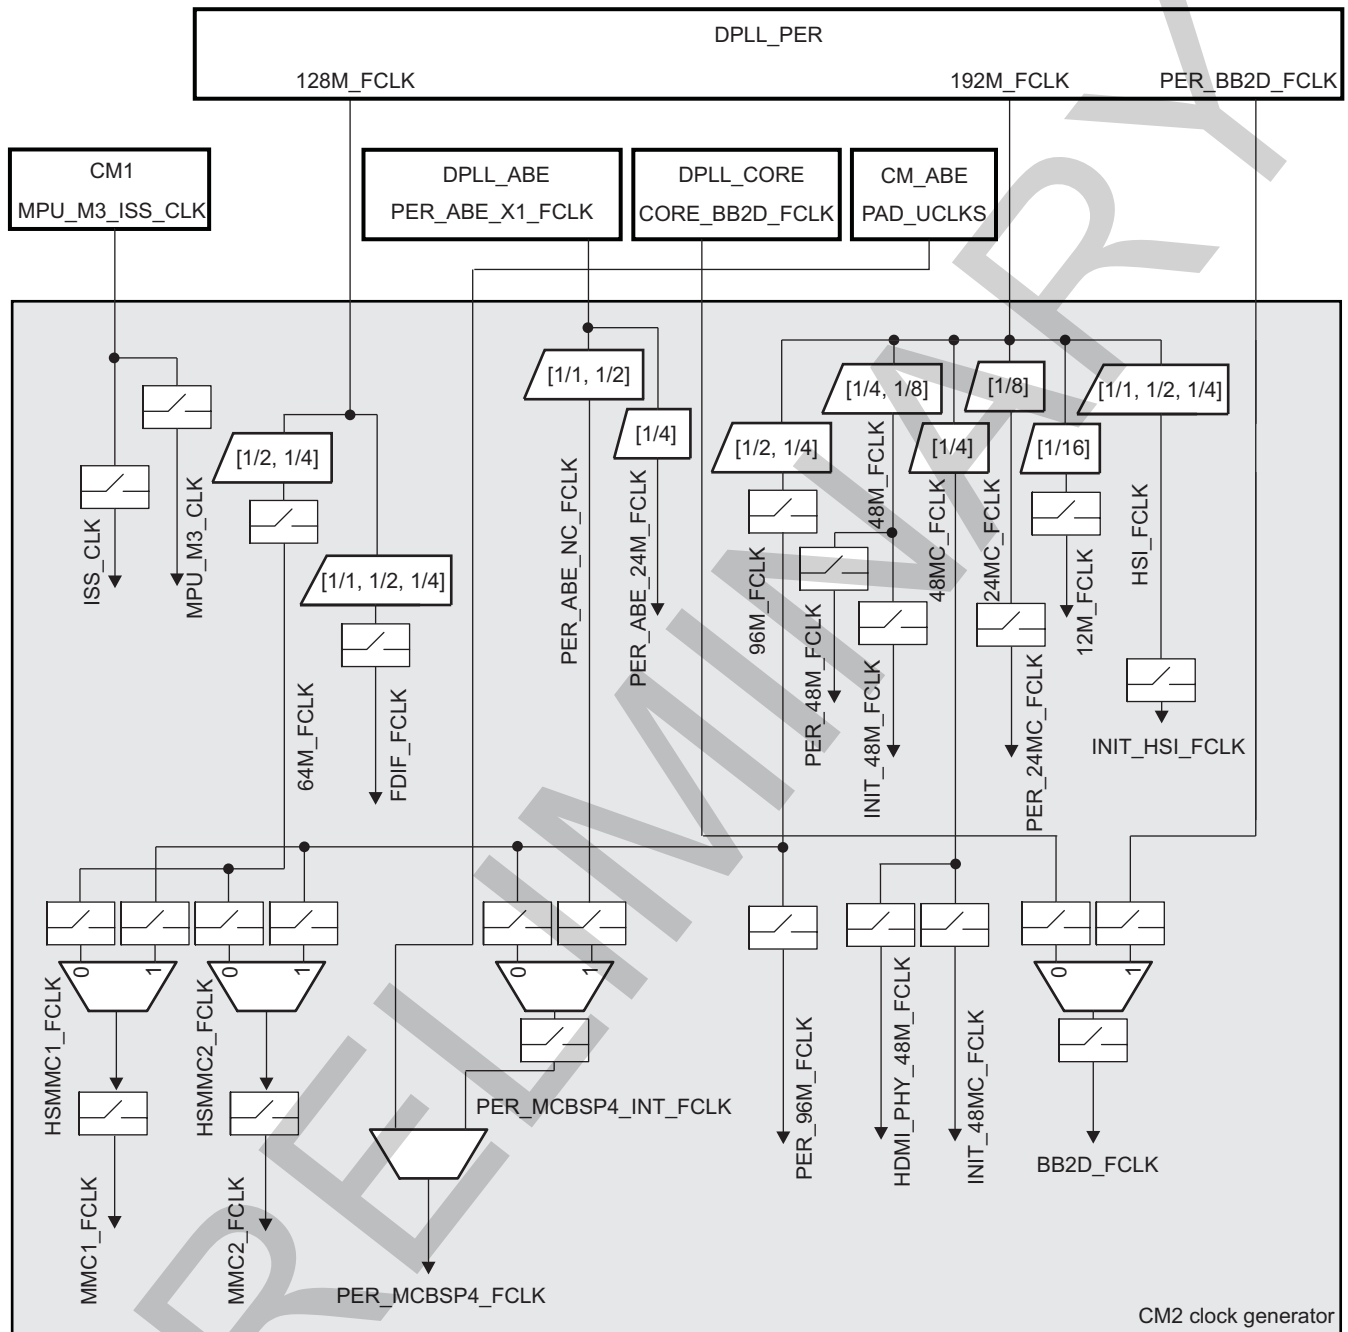 DPLL_PER
128M_FCLK
192M_FCLK
PER_BB2D_FCLK
CM1
MPU_M3_ISS_CLK
DPLL_ABE
PER_ABE_X1_FCLK
DPLL_CORE
CORE_BB2D_FCLK
CM_ABE
PAD_UCLKS
[1/1, 1/2]
[1/4]
[1/4, 1/8]
[1/8]
[1/1, 1/2, 1/4]
[1/2, 1/4]
[1/2, 1/4]
[1/4]
[1/16]
[1/1, 1/2, 1/4]
ISS_CLK
MPU_M3_CLK
64M_FCLK
FDIF_FCLK
PER_ABE_NC_FCLK
PER_ABE_24M_FCLK
96M_FCLK
48M_FCLK
PER_48M_FCLK
INIT_48M_FCLK
48MC_FCLK
24MC_FCLK
PER_24MC_FCLK
12M_FCLK
HSI_FCLK
INIT_HSI_FCLK
0
1
0
1
0
1
0
1
HSMMC1_FCLK
HSMMC2_FCLK
PER_MCBSP4_INT_FCLK
PER_96M_FCLK
HDMI_PHY_48M_FCLK
INIT_48MC_FCLK
BB2D_FCLK
MMC1_FCLK
MMC2_FCLK
PER_MCBSP4_FCLK
CM2 clock generator
RELIMINARY